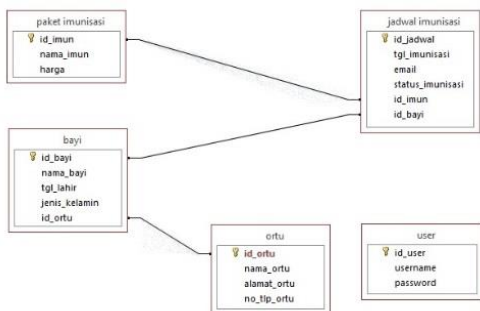 paket imunisasi
id_imun
nama_imun
harga
jadwal imunisasi
id_jadwal
tgl_imunisasi
email
status_imunisasi
id_imun
id_bayi
bayi
id_bayi
nama_bayi
tgl_lahir
jenis_kelamin
id_ortu
ortu
id_ortu
nama_ortu
alamat_ortu
no_tlp_ortu
user
id_user
username
password